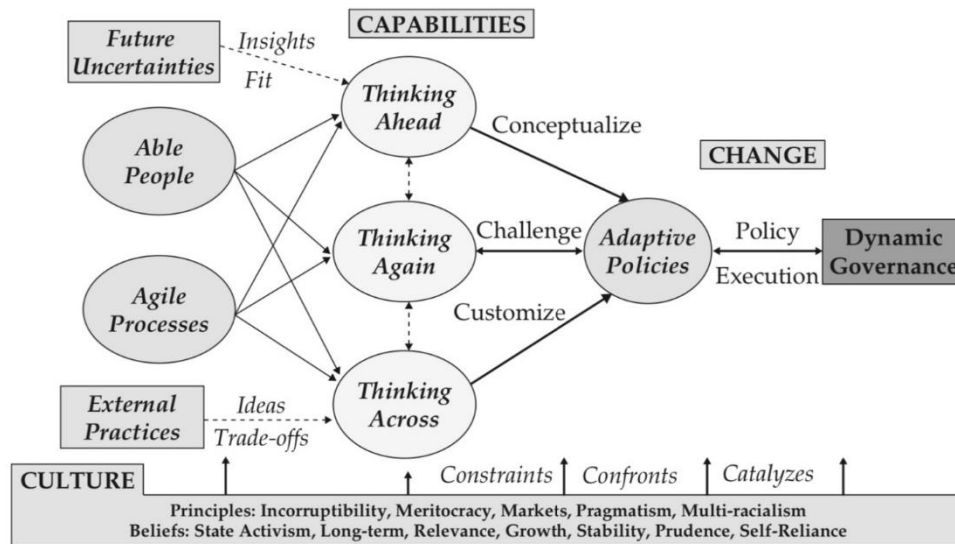 CAPABILITIES
Future
Uncertainties
Insights
Fit
Thinking
Ahead
Conceptualize
Able
People
CHANGE
Thinking
Again
Challenge
Adaptive
Policies
Policy
Execution
Dynamic
Governance
Agile
Processes
Customize
External
Practices
Ideas
Trade-offs
Thinking
Across
CULTURE
Constraints
Confronts
Catalyzes
Principles: Incorruptibility, Meritocracy, Markets, Pragmatism, Multi-racialism
Beliefs: State Activism, Long-term, Relevance, Growth, Stability, Prudence, Self-Reliance